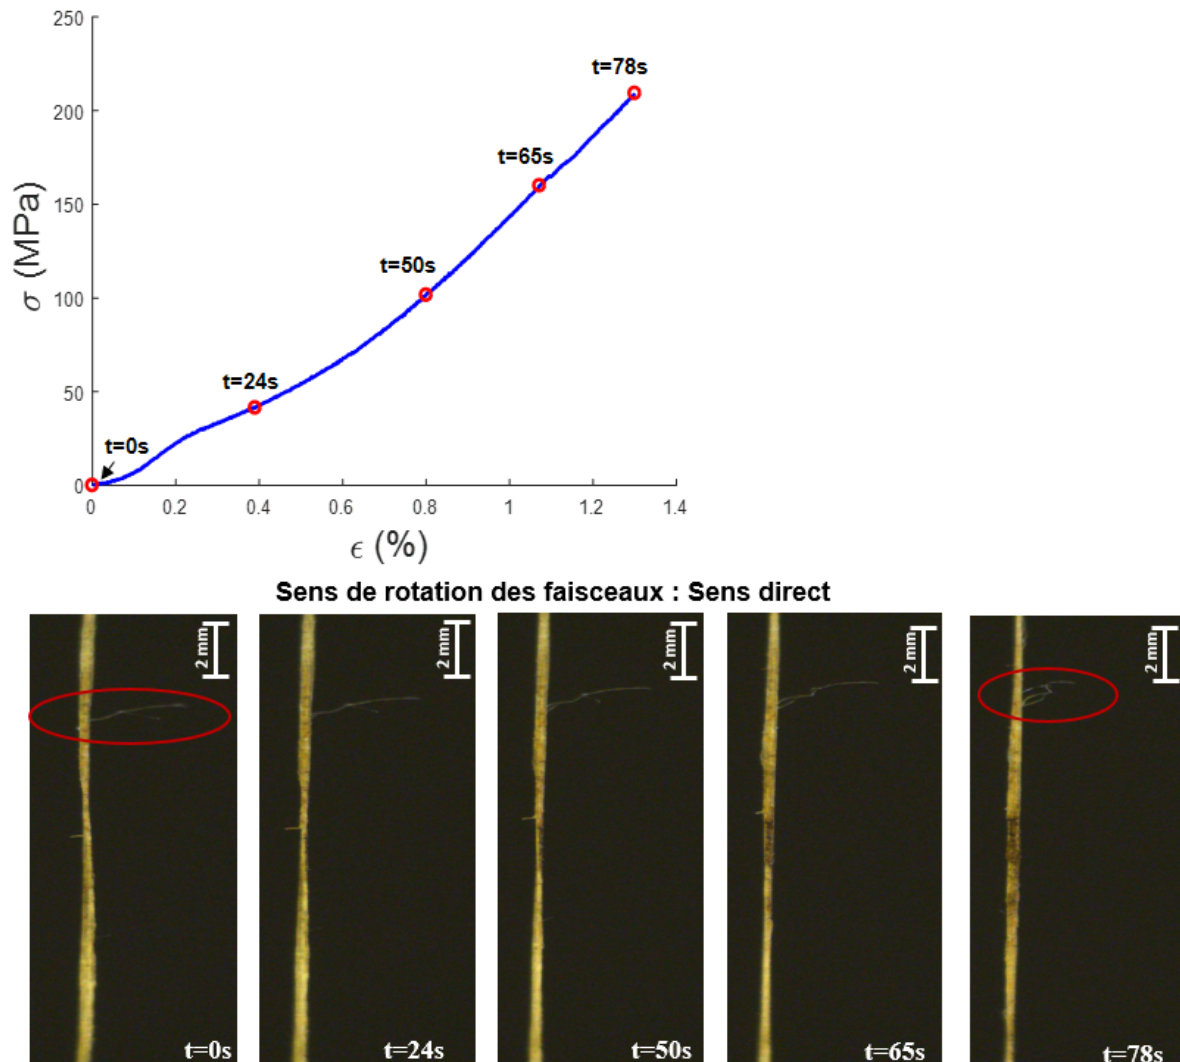 250
t=78s
200
t=65s
150
σ (MPa)
t=50s
100
t=24s
50
t=0s
0
0 0.2 0.4 0.6 0.8 1 1.2 1.4
ϵ (%)
Sens de rotation des faisceaux : Sens direct
2 mm 2 mm 2 mm 2 mm 2 mm
t=0s t=24s t=50s t=65s t=78s